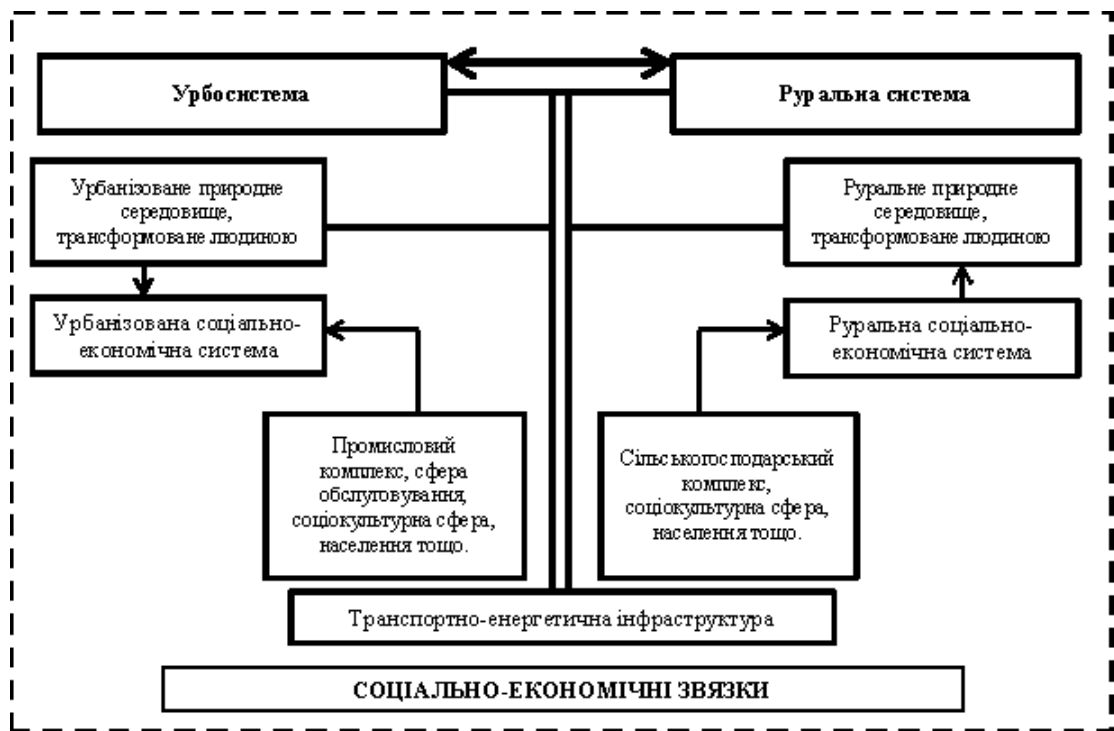 Урбосистема
Руральна система
Урбанізоване природне
середовище,
трансформоване людиною
Руральне природне
середовище,
трансформоване людиною
Урбанізована соціально-
економічна система
Руральна соціально-
економічна система
Промисловий
комплекс, сфера
обслуговування,
соціокультурна сфера,
населення тощо.
Сільськогосподарський
комплекс,
соціокультурна сфера,
населення тощо.
Транспортно-енергетична інфраструктура
СОЦІАЛЬНО-ЕКОНОМІЧНІ ЗВЯЗКИ